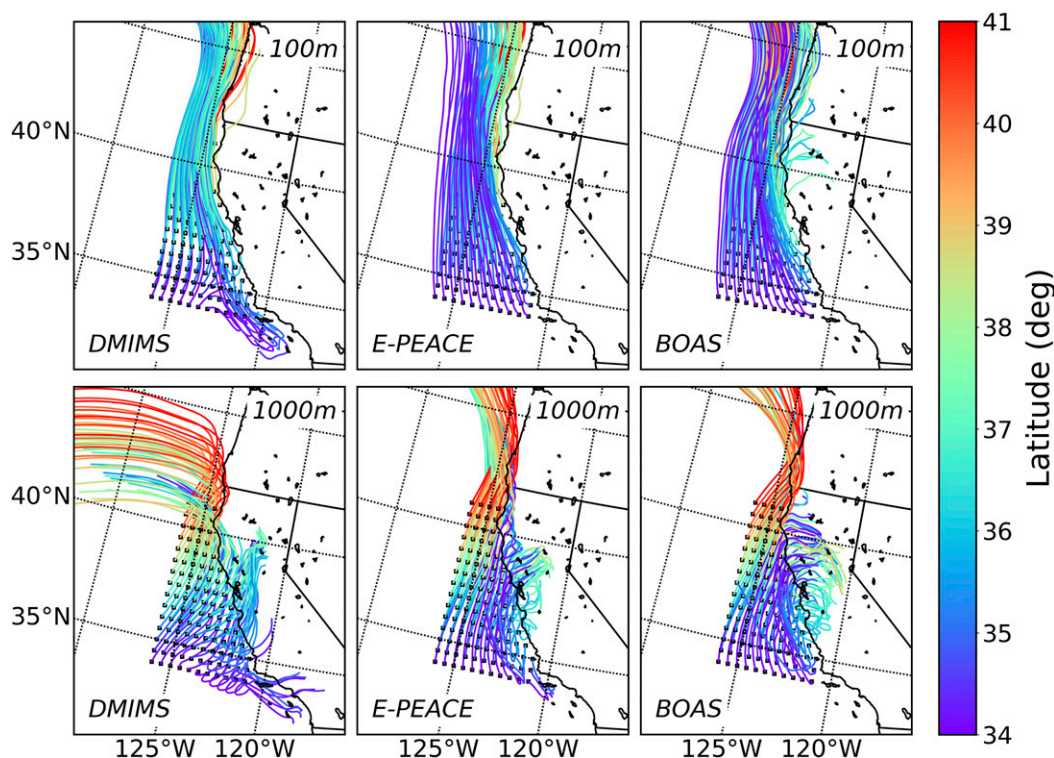 100m
100m
100m
40°N
35°N
DMIMS
E-PEACE
BOAS
1000m
1000m
1000m
40°N
35°N
DMIMS
E-PEACE
BOAS
125°W 120°W
125°W 120°W
125°W 120°W
41
40
39
38
37
36
35
34
Latitude (deg)